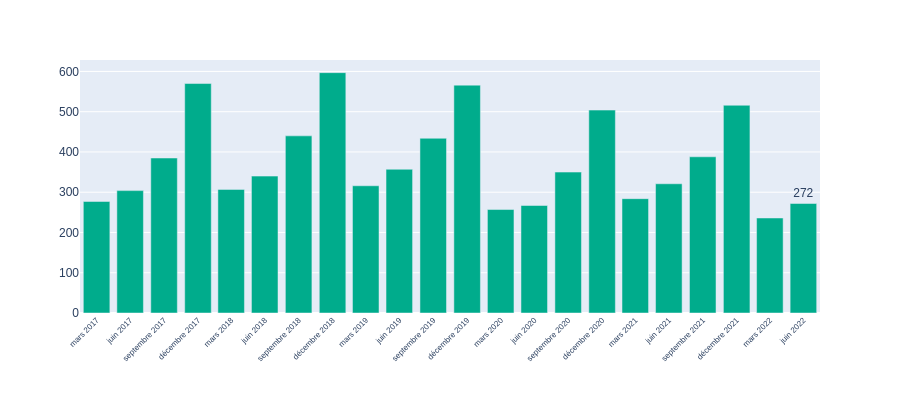 600
500
400
300
200
100
0
272
mars 2017
juin 2017
septembre 2017
décembre 2017
mars 2018
juin 2018
septembre 2018
décembre 2018
mars 2019
juin 2019
septembre 2019
décembre 2019
mars 2020
juin 2020
septembre 2020
décembre 2020
mars 2021
juin 2021
septembre 2021
décembre 2021
mars 2022
juin 2022